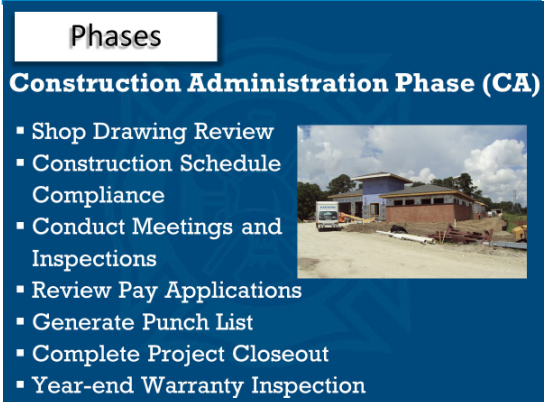 Phases
Construction Administration Phase (CA)
▪ Shop Drawing Review
▪ Construction Schedule
Compliance
▪ Conduct Meetings and
Inspections
▪ Review Pay Applications
▪ Generate Punch List
▪ Complete Project Closeout
▪ Year-end Warranty Inspection